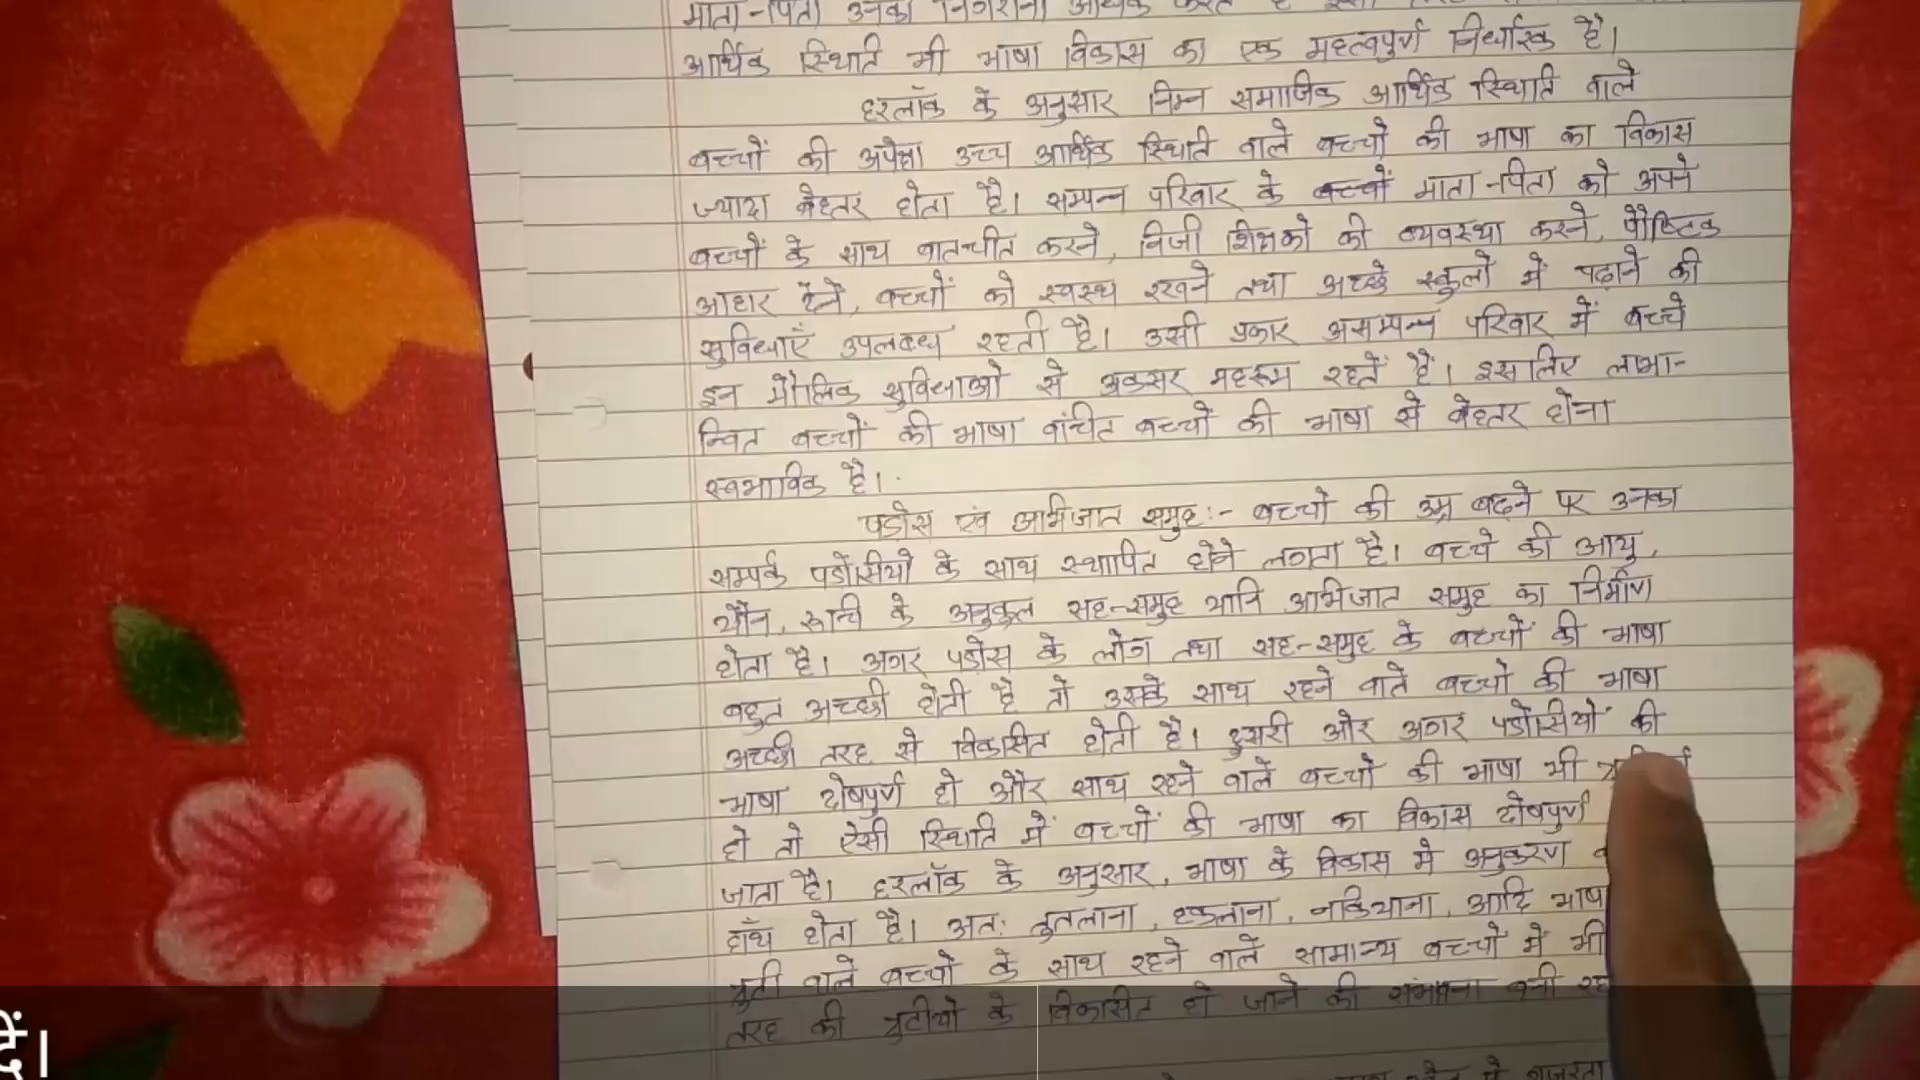 माता-पिता उनकी निगरानी अधिक करते है
आर्थिक स्थिति भी भाषा विकास का एक महत्वपूर्ण निर्धारक है।
हरलॉक के अनुसार निम्न समाजिक आर्थिक स्थिति वाले
बच्चों की अपेक्षा उच्च आर्थिक स्थिति वाले बच्चो की भाषा का विकास
ज्यादा बेहतर होता है। सम्पन्न परिवार के बच्चों माता-पिता को अपने
बच्चों के साथ बातचीत करने, निजी शिक्षको की व्यवस्था करने, पौष्टिक
आहार देने, बच्चों को स्वस्थ रखने तथा अच्छे स्कुलो में पढ़ाने की
सुविधाएँ उपलब्ध रहती है। उसी प्रकार असम्पन्न परिवार में बच्चे
इन मौलिक सुविधाओ से अक्सर महरूम रहतें हैं। इसलिए लाभा-
न्वित बच्चों की भाषा वांचित बच्चों की भाषा से बेहतर होना
स्वभाविक है।
पड़ोस एवं अभिजात समुह:- बच्चो की उम्र बढ़ने पर उनका
सम्पर्क पड़ोसियो के साथ स्थापित होने लगता है। बच्चे की आयु,
यौन, रूची के अनुकुल सह-समुह यानि अभिजात समुह का निर्माण
होता है। अगर पड़ोस के लोग तथा सह-समुह के बच्चों की भाषा
बहुत अच्छी होती है तो उसके साथ रहने वाले बच्चो की भाषा
अच्छी तरह से विकसित होती है। दुसरी ओर अगर पड़ोसियों की
भाषा दोषपुर्ण हो और साथ रहने वाले बच्चो की भाषा भी
हो तो ऐसी स्थिति में बच्चों की भाषा का विकास दोषपुर्ण
जाता है। हरलॉक के अनुसार, भाषा के विकास मे अनुकरण
हाँथ होता है। अत: तुतलाना, हकलाना, नकियाना, आदि
त्रुटी वाले बच्चो के साथ रहने वाले सामान्य बच्चों में भी
तरह की त्रुटीयो के विकासित हो जाने की संभावना बनी
दें।